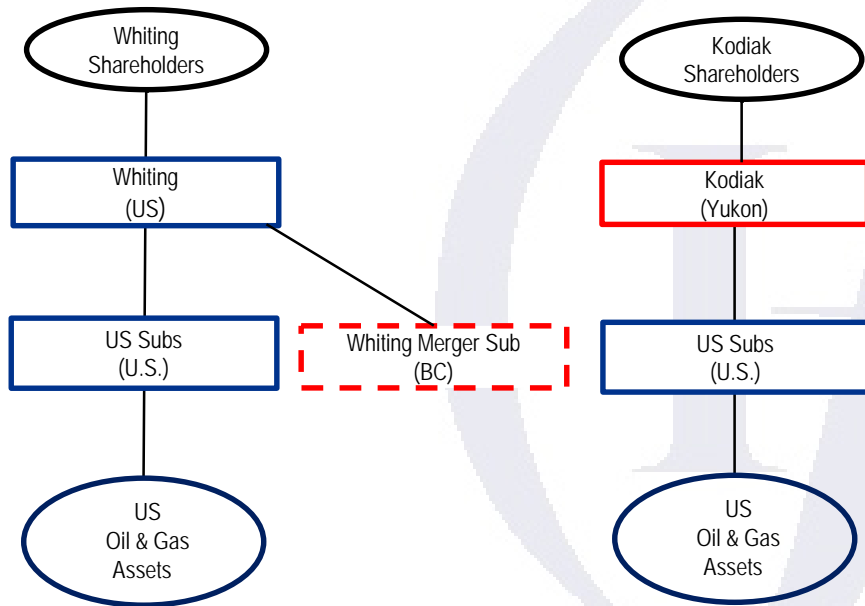 Whiting
Shareholders
Kodiak
Shareholders
Whiting
(US)
Kodiak
(Yukon)
US Subs
(U.S.)
Whiting Merger Sub
(BC)
US Subs
(U.S.)
US
Oil & Gas
Assets
US
Oil & Gas
Assets